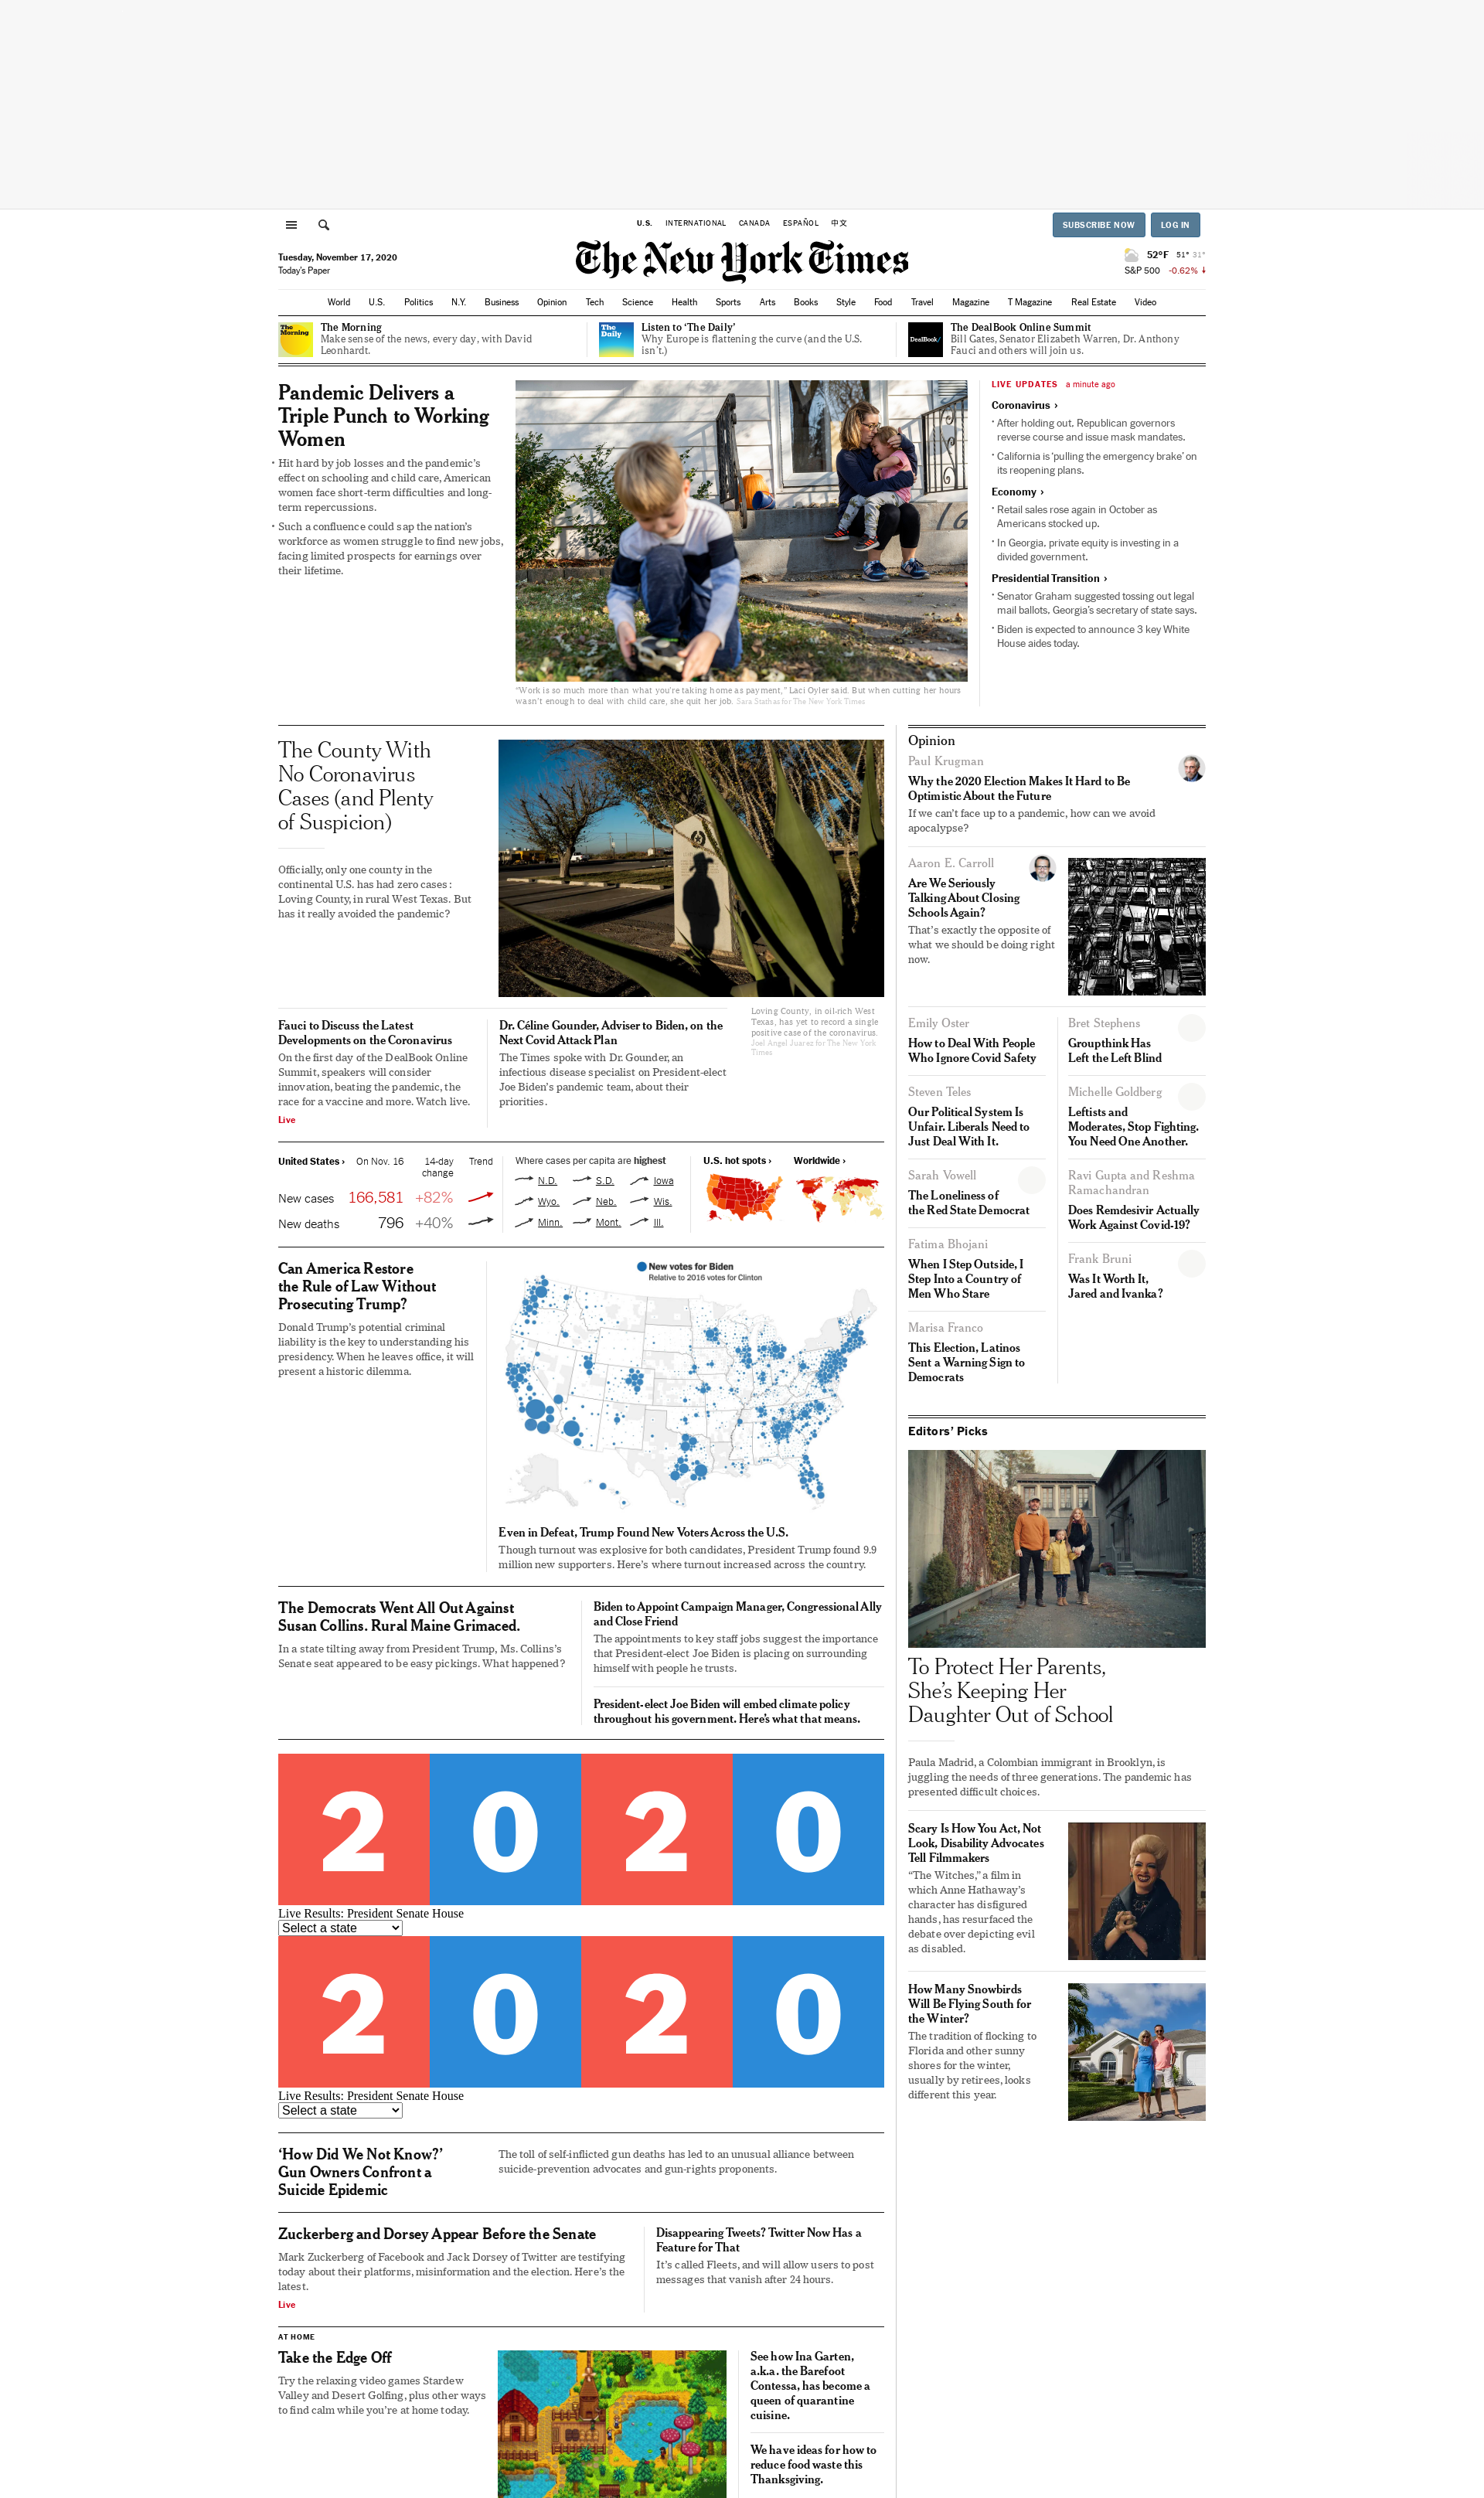 U.S. INTERNATIONAL CANADA ESPAÑOL 中文
SUBSCRIBE NOW LOG IN
Tuesday, November 17, 2020
Today's Paper
The New York Times
52°F 51° 31°
S&P 500 -0.62%
World U.S. Politics N.Y. Business Opinion Tech Science Health Sports Arts Books Style Food Travel Magazine T Magazine Real Estate Video
The Morning
The Morning
Make sense of the news, every day, with David
Leonhardt.
The Daily
Listen to ‘The Daily’
Why Europe is flattening the curve (and the U.S.
isn’t.)
DealBook/
The DealBook Online Summit
Bill Gates, Senator Elizabeth Warren, Dr. Anthony
Fauci and others will join us.
Pandemic Delivers a
Triple Punch to Working
Women
• Hit hard by job losses and the pandemic’s
effect on schooling and child care, American
women face short-term difficulties and long-
term repercussions.
• Such a confluence could sap the nation’s
workforce as women struggle to find new jobs,
facing limited prospects for earnings over
their lifetime.
“Work is so much more than what you’re taking home as payment,” Laci Oyler said. But when cutting her hours
wasn’t enough to deal with child care, she quit her job. Sara Stathas for The New York Times
LIVE UPDATES a minute ago
Coronavirus ›
• After holding out, Republican governors
reverse course and issue mask mandates.
• California is ‘pulling the emergency brake’ on
its reopening plans.
Economy ›
• Retail sales rose again in October as
Americans stocked up.
• In Georgia, private equity is investing in a
divided government.
Presidential Transition ›
• Senator Graham suggested tossing out legal
mail ballots, Georgia’s secretary of state says.
• Biden is expected to announce 3 key White
House aides today.
The County With
No Coronavirus
Cases (and Plenty
of Suspicion)
Officially, only one county in the
continental U.S. has had zero cases:
Loving County, in rural West Texas. But
has it really avoided the pandemic?
Loving County, in oil-rich West
Texas, has yet to record a single
positive case of the coronavirus.
Joel Angel Juarez for The New York
Times
Fauci to Discuss the Latest
Developments on the Coronavirus
On the first day of the DealBook Online
Summit, speakers will consider
innovation, beating the pandemic, the
race for a vaccine and more. Watch live.
Live
Dr. Céline Gounder, Adviser to Biden, on the
Next Covid Attack Plan
The Times spoke with Dr. Gounder, an
infectious disease specialist on President-elect
Joe Biden’s pandemic team, about their
priorities.
United States › On Nov. 16 14-day Trend
change
New cases 166,581 +82%
New deaths 796 +40%
Where cases per capita are highest
N.D. S.D. Iowa
Wyo. Neb. Wis.
Minn. Mont. Ill.
U.S. hot spots › Worldwide ›
Can America Restore
the Rule of Law Without
Prosecuting Trump?
Donald Trump’s potential criminal
liability is the key to understanding his
presidency. When he leaves office, it will
present a historic dilemma.
New votes for Biden
Relative to 2016 votes for Clinton
Even in Defeat, Trump Found New Voters Across the U.S.
Though turnout was explosive for both candidates, President Trump found 9.9
million new supporters. Here’s where turnout increased across the country.
The Democrats Went All Out Against
Susan Collins. Rural Maine Grimaced.
In a state tilting away from President Trump, Ms. Collins’s
Senate seat appeared to be easy pickings. What happened?
Biden to Appoint Campaign Manager, Congressional Ally
and Close Friend
The appointments to key staff jobs suggest the importance
that President-elect Joe Biden is placing on surrounding
himself with people he trusts.
President-elect Joe Biden will embed climate policy
throughout his government. Here’s what that means.
2020
Live Results: President Senate House
Select a state
2020
Live Results: President Senate House
Select a state
‘How Did We Not Know?’
Gun Owners Confront a
Suicide Epidemic
The toll of self-inflicted gun deaths has led to an unusual alliance between
suicide-prevention advocates and gun-rights proponents.
Zuckerberg and Dorsey Appear Before the Senate
Mark Zuckerberg of Facebook and Jack Dorsey of Twitter are testifying
today about their platforms, misinformation and the election. Here’s the
latest.
Live
Disappearing Tweets? Twitter Now Has a
Feature for That
It’s called Fleets, and will allow users to post
messages that vanish after 24 hours.
AT HOME
Take the Edge Off
Try the relaxing video games Stardew
Valley and Desert Golfing, plus other ways
to find calm while you’re at home today.
See how Ina Garten,
a.k.a. the Barefoot
Contessa, has become a
queen of quarantine
cuisine.
We have ideas for how to
reduce food waste this
Thanksgiving.
Opinion
Paul Krugman
Why the 2020 Election Makes It Hard to Be
Optimistic About the Future
If we can’t face up to a pandemic, how can we avoid
apocalypse?
Aaron E. Carroll
Are We Seriously
Talking About Closing
Schools Again?
That’s exactly the opposite of
what we should be doing right
now.
Emily Oster
How to Deal With People
Who Ignore Covid Safety
Steven Teles
Our Political System Is
Unfair. Liberals Need to
Just Deal With It.
Sarah Vowell
The Loneliness of
the Red State Democrat
Fatima Bhojani
When I Step Outside, I
Step Into a Country of
Men Who Stare
Marisa Franco
This Election, Latinos
Sent a Warning Sign to
Democrats
Bret Stephens
Groupthink Has
Left the Left Blind
Michelle Goldberg
Leftists and
Moderates, Stop Fighting.
You Need One Another.
Ravi Gupta and Reshma
Ramachandran
Does Remdesivir Actually
Work Against Covid-19?
Frank Bruni
Was It Worth It,
Jared and Ivanka?
Editors’ Picks
To Protect Her Parents,
She’s Keeping Her
Daughter Out of School
Paula Madrid, a Colombian immigrant in Brooklyn, is
juggling the needs of three generations. The pandemic has
presented difficult choices.
Scary Is How You Act, Not
Look, Disability Advocates
Tell Filmmakers
“The Witches,” a film in
which Anne Hathaway’s
character has disfigured
hands, has resurfaced the
debate over depicting evil
as disabled.
How Many Snowbirds
Will Be Flying South for
the Winter?
The tradition of flocking to
Florida and other sunny
shores for the winter,
usually by retirees, looks
different this year.